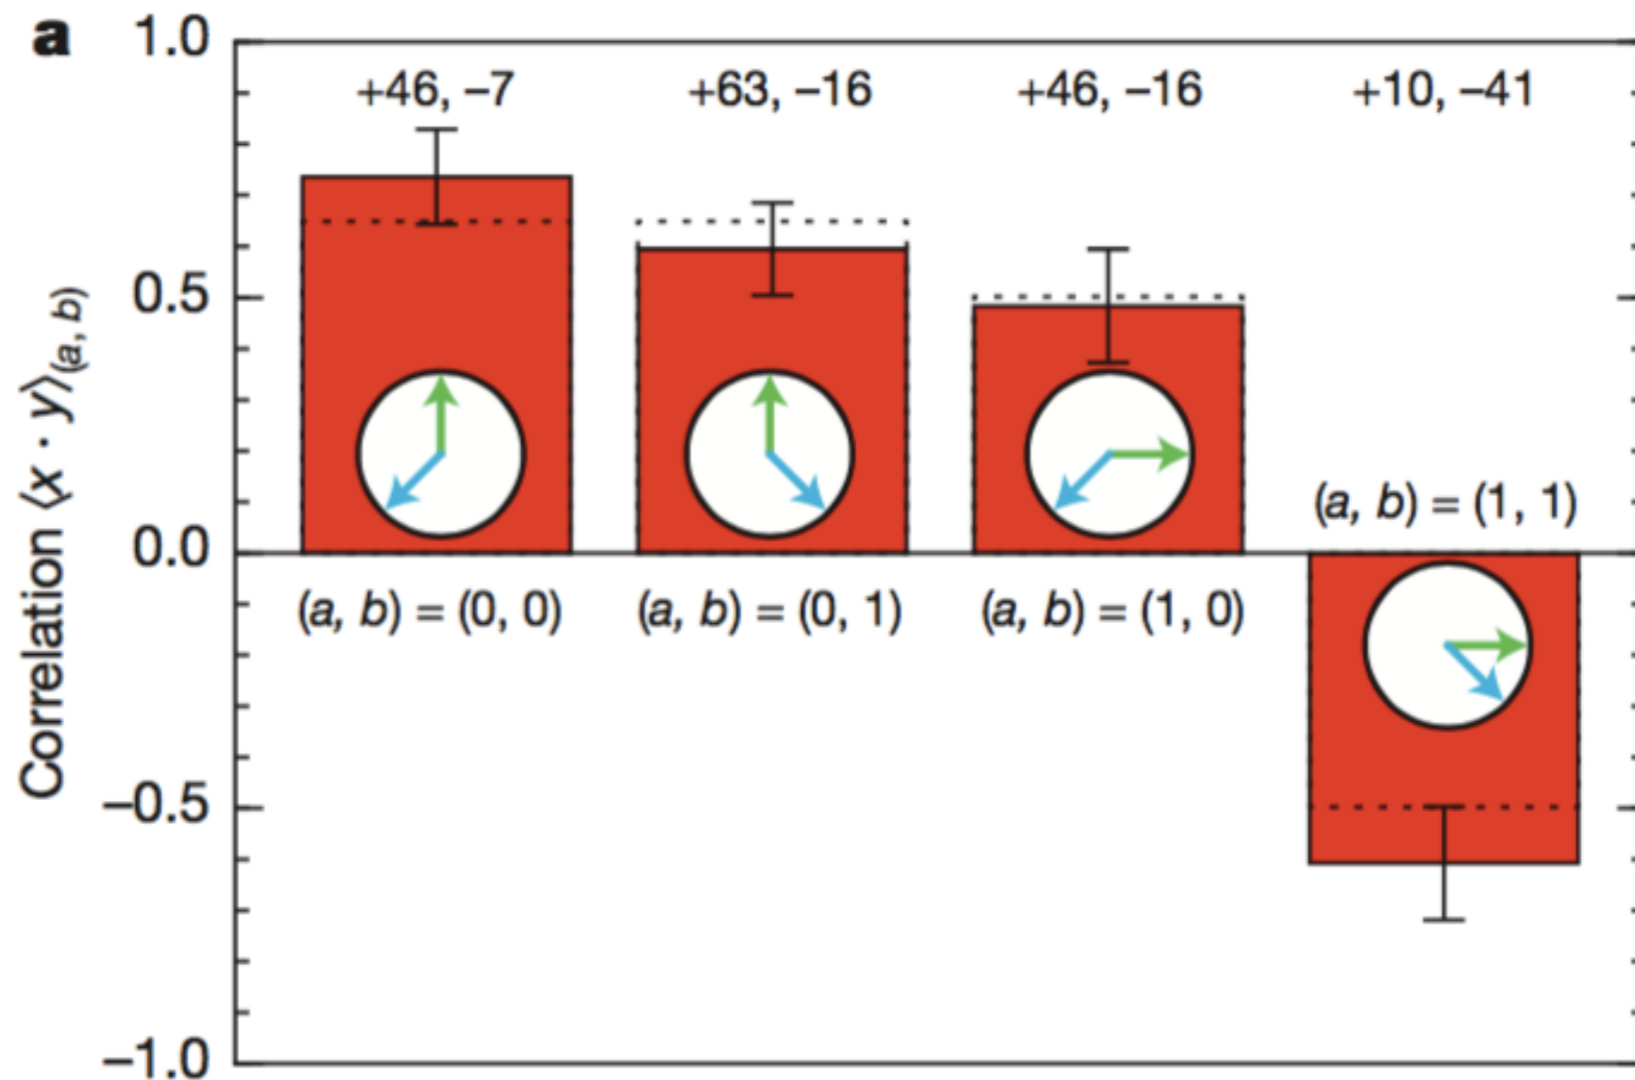 a
1.0
+46, –7
+63, –16
+46, –16
+10, –41
0.5
0.0
–0.5
–1.0
Correlation ⟨x · y⟩(a, b)
(a, b) = (0, 0)
(a, b) = (0, 1)
(a, b) = (1, 0)
(a, b) = (1, 1)